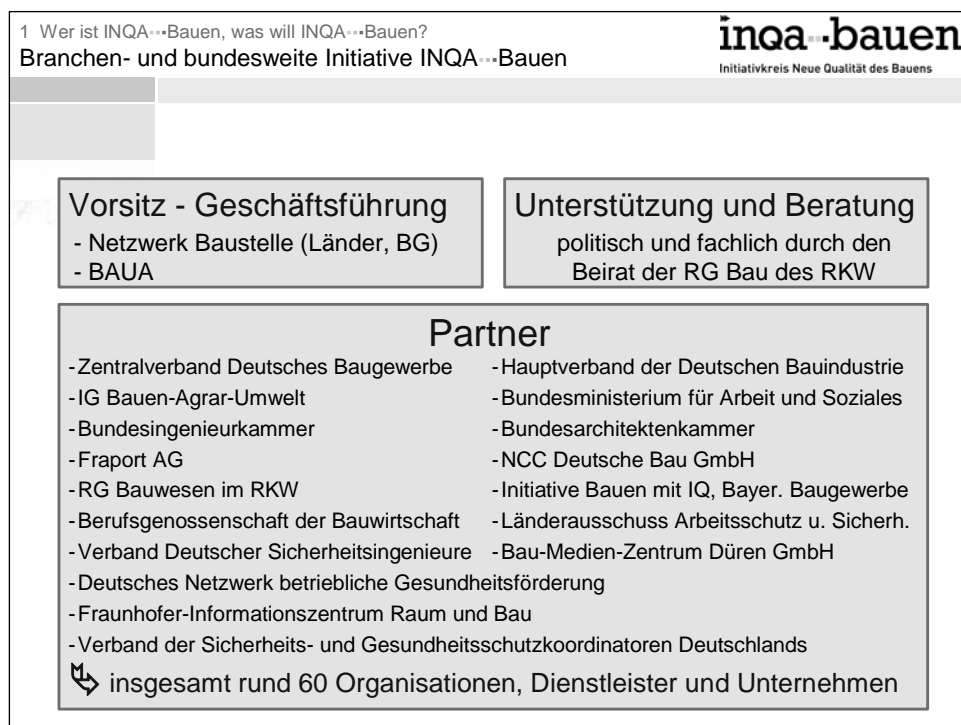 1 Wer ist INQA----Bauen, was will INQA----Bauen?
Branchen- und bundesweite Initiative INQA----Bauen
inqa--bauen
Initiativkreis Neue Qualität des Bauens
Vorsitz - Geschäftsführung
- Netzwerk Baustelle (Länder, BG)
- BAUA
Unterstützung und Beratung
politisch und fachlich durch den
Beirat der RG Bau des RKW
Partner
-Zentralverband Deutsches Baugewerbe
-IG Bauen-Agrar-Umwelt
-Bundesingenieurkammer
-Fraport AG
-RG Bauwesen im RKW
-Berufsgenossenschaft der Bauwirtschaft
-Verband Deutscher Sicherheitsingenieure
-Hauptverband der Deutschen Bauindustrie
-Bundesministerium für Arbeit und Soziales
-Bundesarchitektenkammer
-NCC Deutsche Bau GmbH
-Initiative Bauen mit IQ, Bayer. Baugewerbe
-Länderausschuss Arbeitsschutz u. Sicherh.
-Bau-Medien-Zentrum Düren GmbH
-Deutsches Netzwerk betriebliche Gesundheitsförderung
-Fraunhofer-Informationszentrum Raum und Bau
-Verband der Sicherheits- und Gesundheitsschutzkoordinatoren Deutschlands
insgesamt rund 60 Organisationen, Dienstleister und Unternehmen